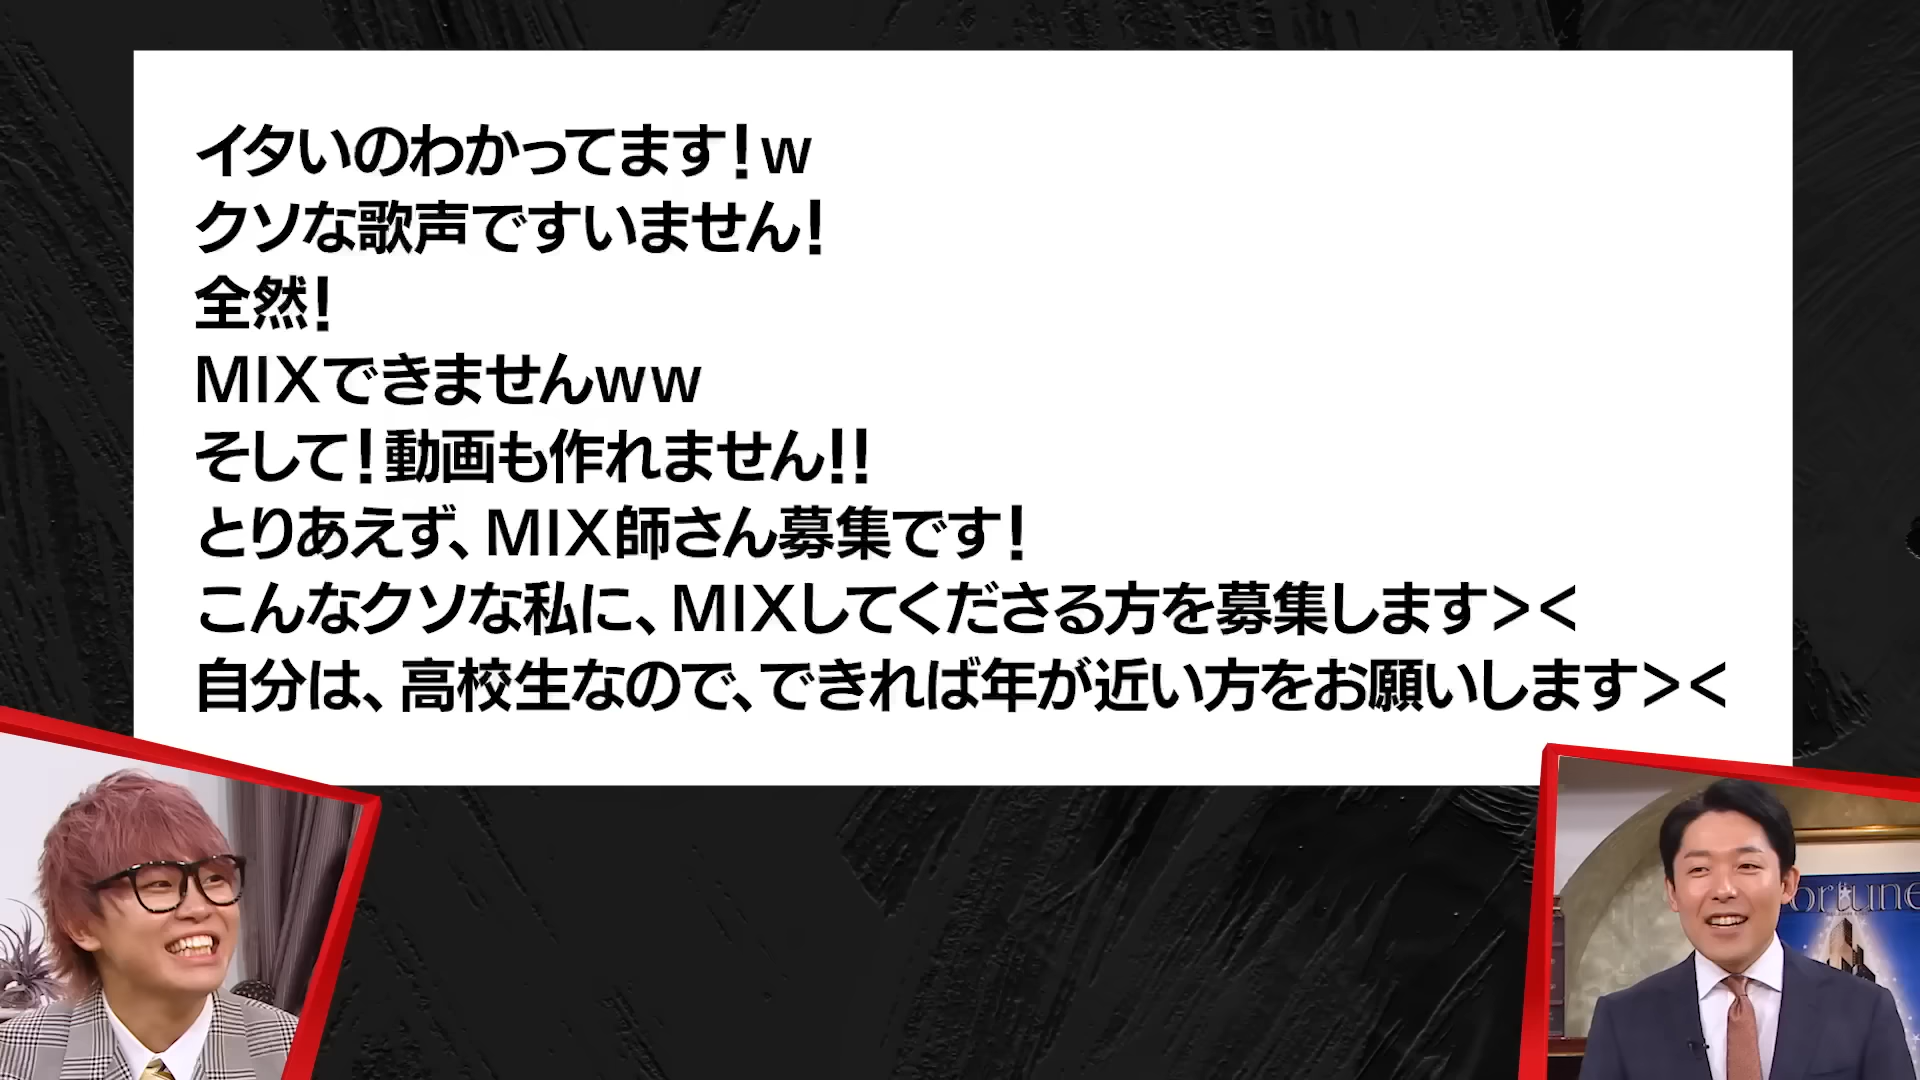 イタいのわかってます!w
クソな歌声ですいません!
全然!
MIXできませんww
そして!動画も作れません!!
とりあえず、MIX師さん募集です!
こんなクソな私に、MIXしてくださる方を募集します><
自分は、高校生なので、できれば年が近い方をお願いします><
ortune